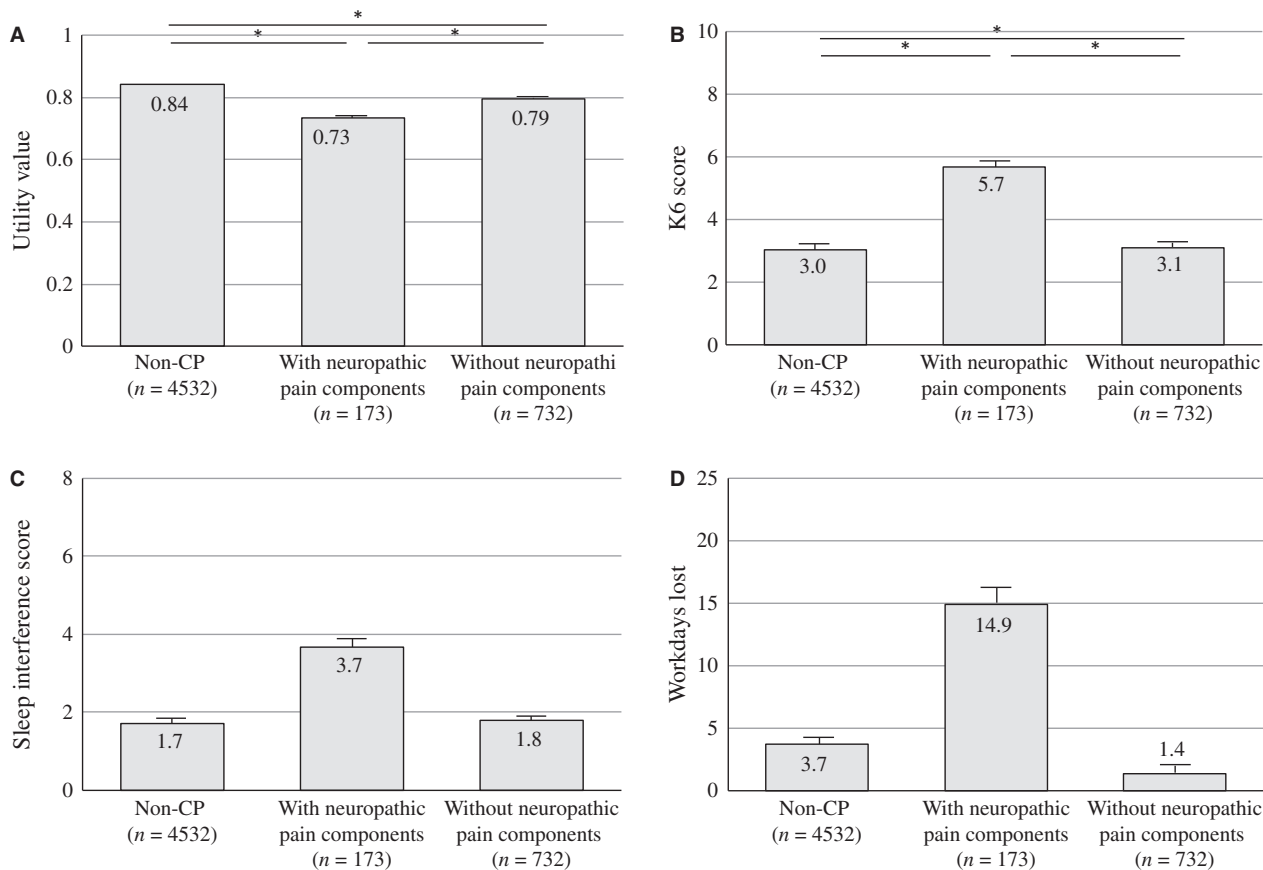 A
Utility value
1
0.8
0.6
0.4
0.2
0
*
*
*
0.84
0.73
0.79
Non-CP
(n = 4532)
With neuropathic
pain components
(n = 173)
Without neuropathi
pain components
(n = 732)
B
K6 score
10
8
6
4
2
0
*
*
*
3.0
5.7
3.1
Non-CP
(n = 4532)
With neuropathic
pain components
(n = 173)
Without neuropathic
pain components
(n = 732)
C
Sleep interference score
8
6
4
2
0
1.7
3.7
1.8
Non-CP
(n = 4532)
With neuropathic
pain components
(n = 173)
Without neuropathic
pain components
(n = 732)
D
Workdays lost
25
20
15
10
5
0
3.7
14.9
1.4
Non-CP
(n = 4532)
With neuropathic
pain components
(n = 173)
Without neuropathic
pain components
(n = 732)